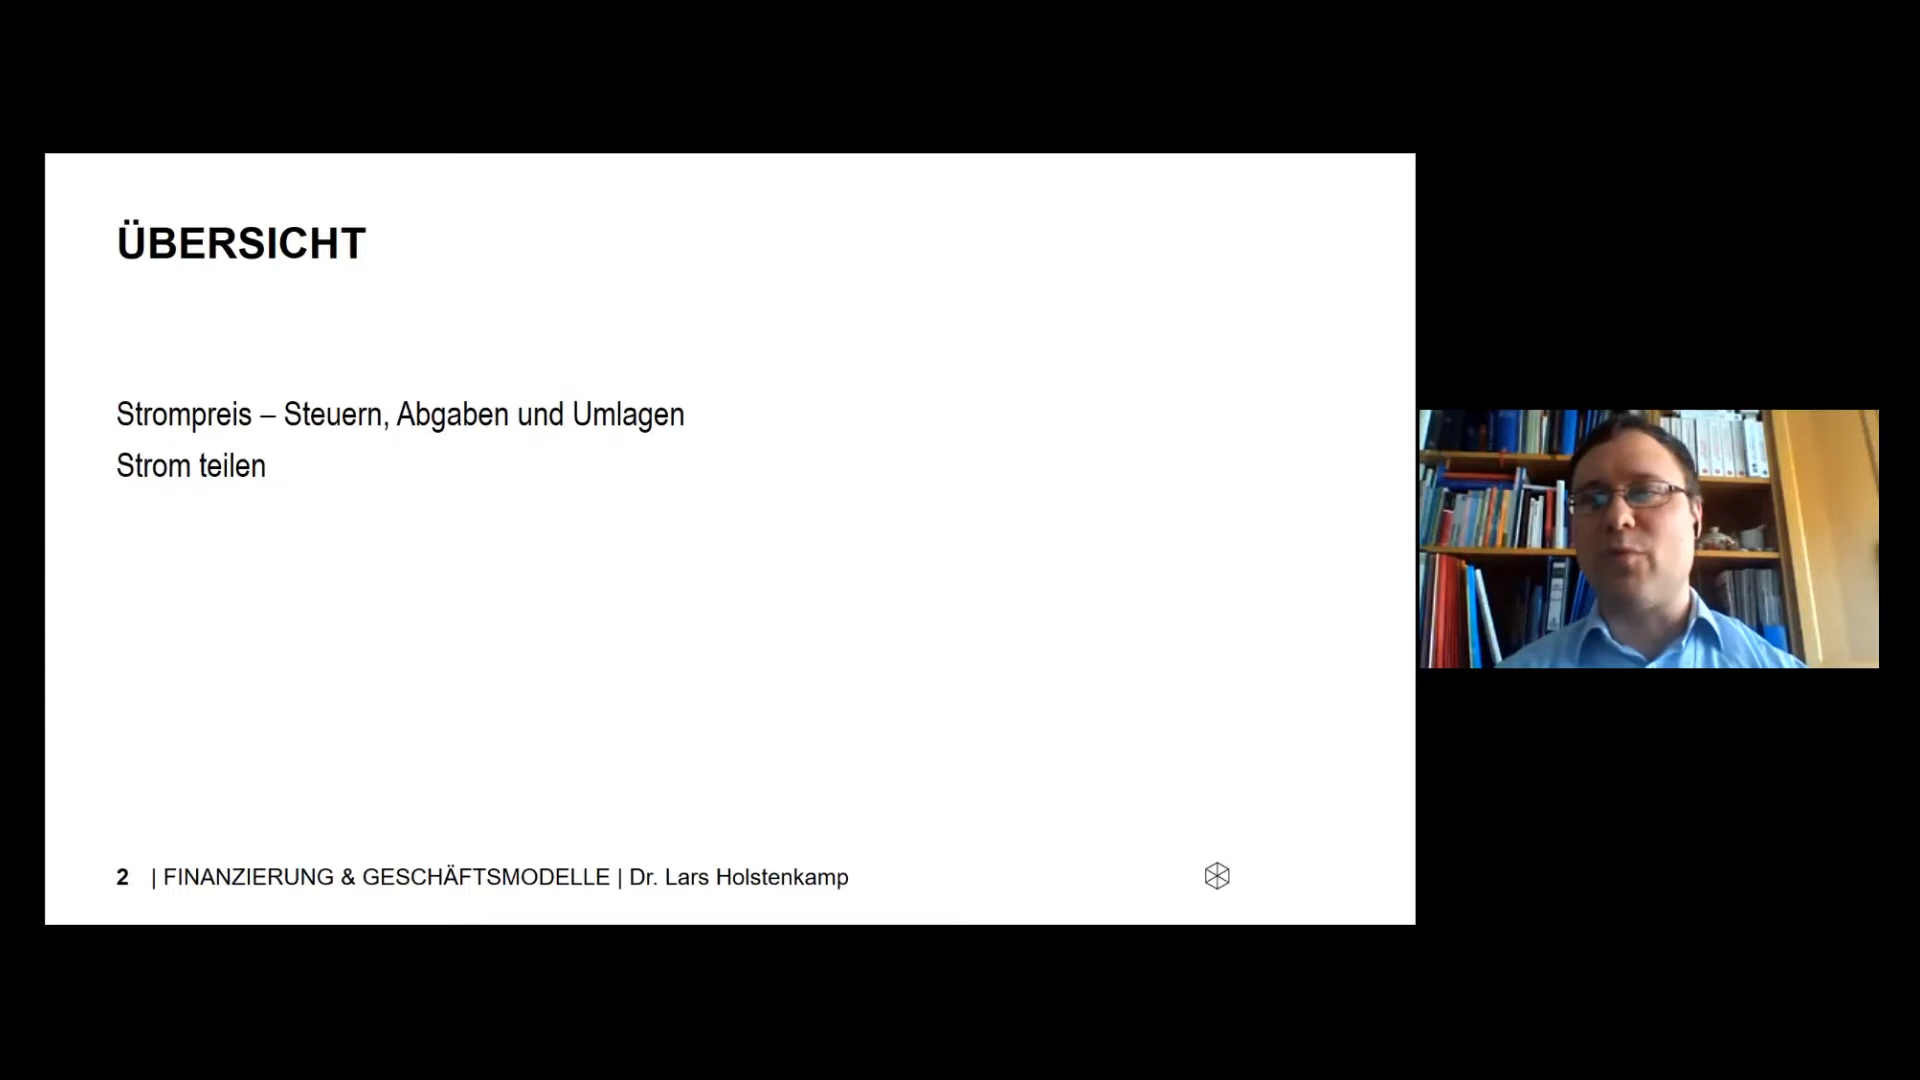 ÜBERSICHT
Strompreis – Steuern, Abgaben und Umlagen
Strom teilen
2 | FINANZIERUNG & GESCHÄFTSMODELLE | Dr. Lars Holstenkamp